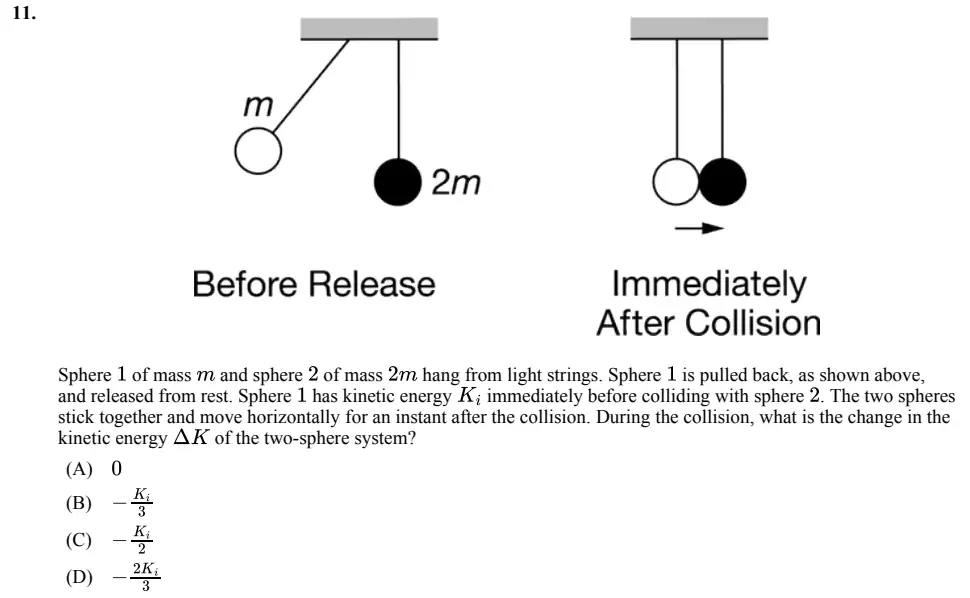 11.
m
2m
Before Release
Immediately
After Collision
Sphere 1 of mass m and sphere 2 of mass 2m hang from light strings. Sphere 1 is pulled back, as shown above,
and released from rest. Sphere 1 has kinetic energy K_i immediately before colliding with sphere 2. The two spheres
stick together and move horizontally for an instant after the collision. During the collision, what is the change in the
kinetic energy ΔK of the two-sphere system?
(A) 0
(B) −K_i/3
(C) −K_i/2
(D) −2K_i/3